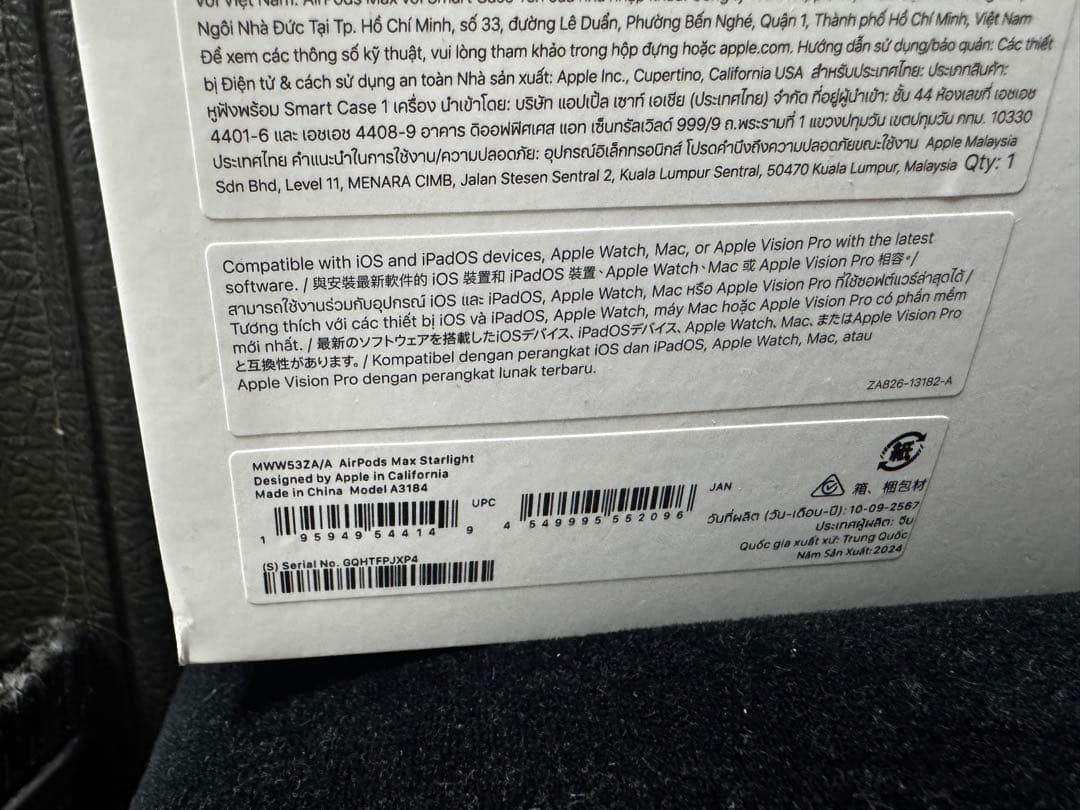 với Việt Nam. AirPods Max với Smart Case Tên của nhà nhập khẩu: Công ty
Ngôi Nhà Đức Tại Tp. Hồ Chí Minh, số 33, đường Lê Duẩn, Phường Bến Nghé, Quận 1, Thành phố Hồ Chí Minh, Việt Nam
Để xem các thông số kỹ thuật, vui lòng tham khảo trong hộp đựng hoặc apple.com. Hướng dẫn sử dụng/bảo quản: Các thiết
bị Điện tử & cách sử dụng an toàn Nhà sản xuất: Apple Inc., Cupertino, California USA สำหรับประเทศไทย: ประเภทสินค้า:
หูฟังพร้อม Smart Case 1 เครื่อง นำเข้าโดย: บริษัท แอปเปิ้ล เซาท์ เอเชีย (ประเทศไทย) จำกัด ที่อยู่ผู้นำเข้า: ชั้น 44 ห้องเลขที่ เอชเอช
4401-6 และ เอชเอช 4408-9 อาคาร ดิออฟฟิศเศส แอท เซ็นทรัลเวิลด์ 999/9 ถ.พระรามที่ 1 แขวงปทุมวัน เขตปทุมวัน กทม. 10330
ประเทศไทย คำแนะนำในการใช้งาน/ความปลอดภัย: อุปกรณ์อิเล็กทรอนิกส์ โปรดคำนึงถึงความปลอดภัยขณะใช้งาน Apple Malaysia
Sdn Bhd, Level 11, MENARA CIMB, Jalan Stesen Sentral 2, Kuala Lumpur Sentral, 50470 Kuala Lumpur, Malaysia Qty: 1
Compatible with iOS and iPadOS devices, Apple Watch, Mac, or Apple Vision Pro with the latest
software. / 與安裝最新軟件的 iOS 裝置和 iPadOS 裝置、Apple Watch、Mac 或 Apple Vision Pro 相容。/
สามารถใช้งานร่วมกับอุปกรณ์ iOS และ iPadOS, Apple Watch, Mac หรือ Apple Vision Pro ที่ใช้ซอฟต์แวร์ล่าสุดได้ /
Tương thích với các thiết bị iOS và iPadOS, Apple Watch, máy Mac hoặc Apple Vision Pro có phần mềm
mới nhất. / 最新のソフトウェアを搭載したiOSデバイス、iPadOSデバイス、Apple Watch、Mac、またはApple Vision Pro
と互換性があります。/ Kompatibel dengan perangkat iOS dan iPadOS, Apple Watch, Mac, atau
Apple Vision Pro dengan perangkat lunak terbaru.
ZA826-13182-A
MWW53ZA/A AirPods Max Starlight
Designed by Apple in California
Made in China Model A3184
UPC
1 95949 54414 9
JAN
4 549995 552096
(S) Serial No. GQHTFPJXP4
紙
箱、梱包材
วันที่ผลิต (วัน-เดือน-ปี): 10-09-2567
ประเทศผู้ผลิต: จีน
Quốc gia xuất xứ: Trung Quốc
Năm Sản Xuất: 2024